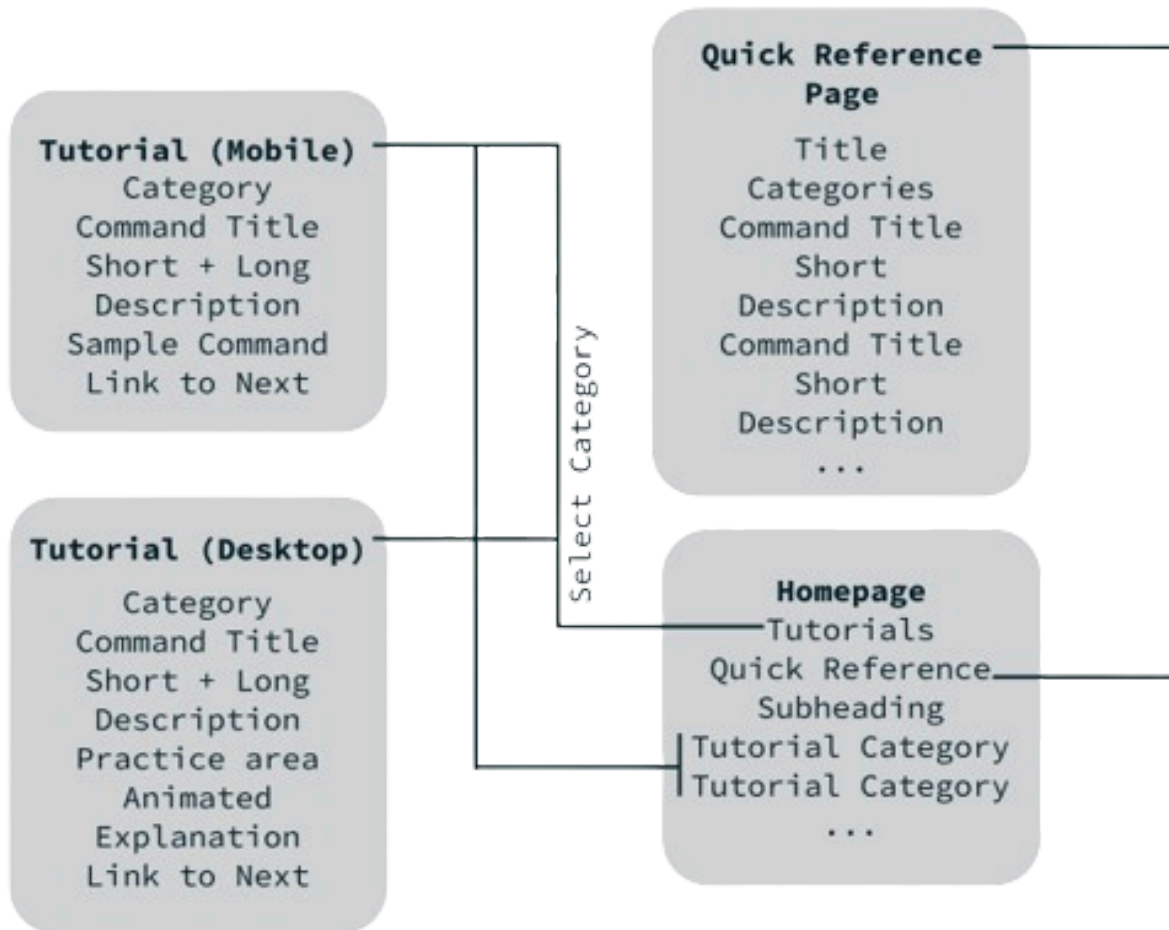 Tutorial (Mobile)
Category
Command Title
Short + Long
Description
Sample Command
Link to Next
Tutorial (Desktop)
Category
Command Title
Short + Long
Description
Practice area
Animated
Explanation
Link to Next
Select Category
Quick Reference
Page
Title
Categories
Command Title
Short
Description
Command Title
Short
Description
...
Homepage
Tutorials
Quick Reference
Subheading
Tutorial Category
Tutorial Category
...